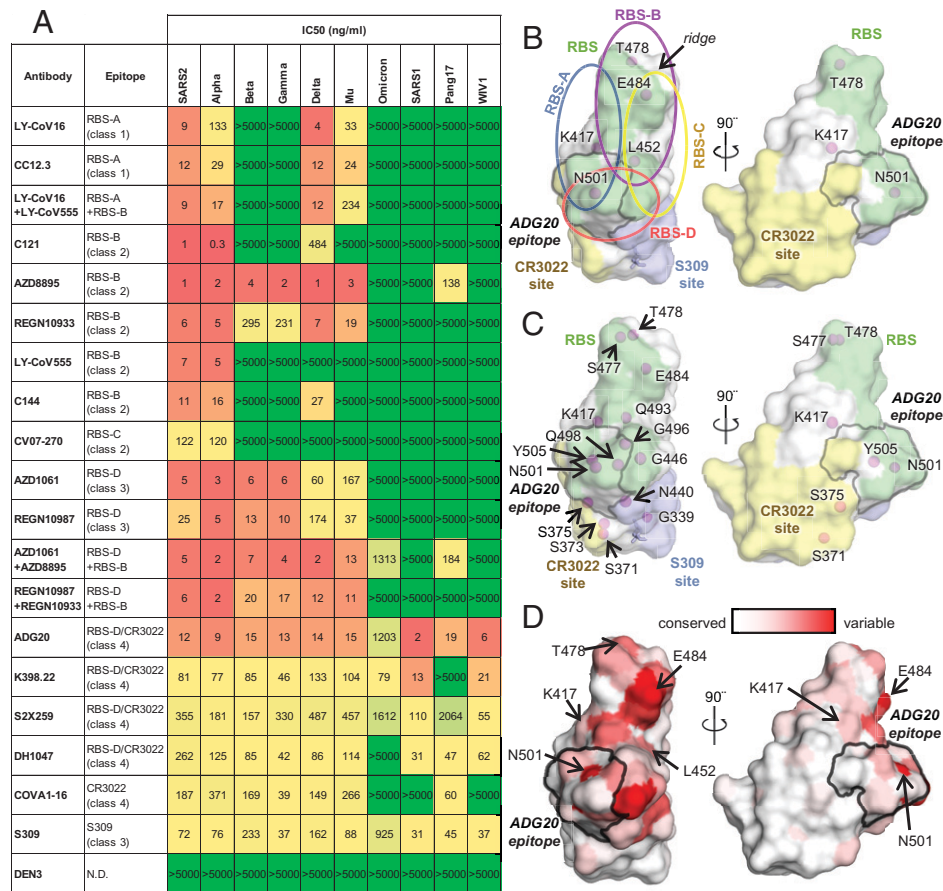 A
IC50 (ng/ml)
Antibody Epitope SARS2 Alpha Beta Gamma Delta Mu Omicron SARS1 Pang17 WIV1
LY-CoV16 RBS-A (class 1) 9 133 >5000 >5000 4 33 >5000 >5000 >5000 >5000
CC12.3 RBS-A (class 1) 12 29 >5000 >5000 12 24 >5000 >5000 >5000 >5000
LY-CoV16 +LY-CoV555 RBS-A +RBS-B 9 17 >5000 >5000 12 234 >5000 >5000 >5000 >5000
C121 RBS-B (class 2) 1 0.3 >5000 >5000 484 >5000 >5000 >5000 >5000 >5000
AZD8895 RBS-B (class 2) 1 2 4 2 1 3 >5000 >5000 138 >5000
REGN10933 RBS-B (class 2) 6 5 295 231 7 19 >5000 >5000 >5000 >5000
LY-CoV555 RBS-B (class 2) 7 5 >5000 >5000 >5000 >5000 >5000 >5000 >5000 >5000
C144 RBS-B (class 2) 11 16 >5000 >5000 27 >5000 >5000 >5000 >5000 >5000
CV07-270 RBS-C (class 2) 122 120 >5000 >5000 >5000 >5000 >5000 >5000 >5000 >5000
AZD1061 RBS-D (class 3) 5 3 6 6 60 167 >5000 >5000 >5000 >5000
REGN10987 RBS-D (class 3) 25 5 13 10 174 37 >5000 >5000 >5000 >5000
AZD1061 +AZD8895 RBS-D +RBS-B 5 2 7 4 2 13 1313 >5000 184 >5000
REGN10987 +REGN10933 RBS-D +RBS-B 6 2 20 17 12 11 >5000 >5000 >5000 >5000
ADG20 RBS-D/CR3022 (class 4) 12 9 15 13 14 15 1203 2 19 6
K398.22 RBS-D/CR3022 (class 4) 81 77 85 46 133 104 79 13 >5000 21
S2X259 RBS-D/CR3022 (class 4) 355 181 157 330 487 457 1612 110 2064 55
DH1047 RBS-D/CR3022 (class 4) 262 125 85 42 86 114 >5000 31 47 62
COVA1-16 CR3022 (class 4) 187 371 169 39 149 266 >5000 >5000 60 >5000
S309 S309 (class 3) 72 76 233 37 162 88 925 31 45 37
DEN3 N.D. >5000 >5000 >5000 >5000 >5000 >5000 >5000 >5000 >5000 >5000
B
RBS-B
RBS
T478
ridge
E484
RBS-A
K417
L452
RBS-C
N501
ADG20 epitope
RBS-D
CR3022 site
S309 site
90¨
RBS
T478
ADG20 epitope
K417
N501
CR3022 site
C
T478
RBS
S477
E484
K417
Q493
Q498
G496
Y505
G446
N501
ADG20 epitope
N440
G339
S375
S373
S371
CR3022 site
S309 site
90¨
S477
T478
RBS
ADG20 epitope
K417
Y505
N501
S375
CR3022 site
S371
D
conserved variable
T478
E484
K417
N501
L452
ADG20 epitope
90¨
K417
E484
ADG20 epitope
N501